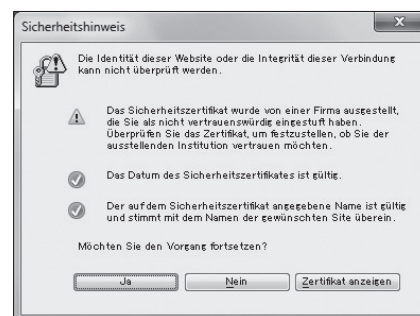 Sicherheitshinweis
Die Identität dieser Website oder die Integrität dieser Verbindung
kann nicht überprüft werden.
Das Sicherheitszertifikat wurde von einer Firma ausgestellt,
die Sie als nicht vertrauenswürdig eingestuft haben.
Überprüfen Sie das Zertifikat, um festzustellen, ob Sie der
ausstellenden Institution vertrauen möchten.
Das Datum des Sicherheitszertifikates ist gültig.
Der auf dem Sicherheitszertifikat angegebene Name ist gültig
und stimmt mit dem Namen der gewünschten Site überein.
Möchten Sie den Vorgang fortsetzen?
Ja Nein Zertifikat anzeigen